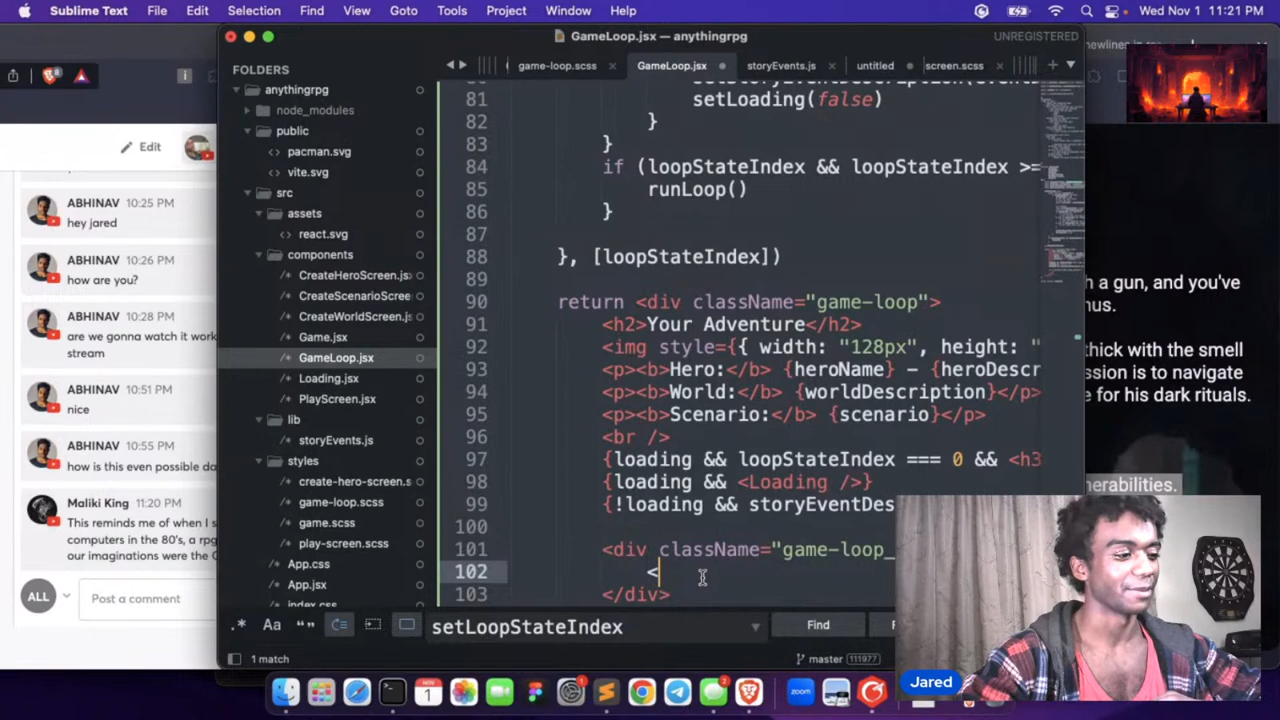 Sublime Text File Edit Selection Find View Goto Tools Project Window Help Wed Nov 1 11:21 PM
GameLoop.jsx — anythingrpg UNREGISTERED
game-loop.scss GameLoop.jsx storyEvents.js untitled screen.scss
Edit
ABHINAV 10:25 PM
hey jared
ABHINAV 10:26 PM
how are you?
ABHINAV 10:28 PM
are we gonna watch it work
stream
ABHINAV 10:51 PM
nice
ABHINAV 10:55 PM
how is this even possible da
Maliki King 11:20 PM
This reminds me of when I s
computers in the 80's, a rpg
our imaginations were the
ALL Post a comment
FOLDERS
anythingrpg
node_modules
public
pacman.svg
vite.svg
src
assets
react.svg
components
CreateHeroScreen.js
CreateScenarioScree
CreateWorldScreen.js
Game.jsx
GameLoop.jsx
Loading.jsx
PlayScreen.jsx
lib
storyEvents.js
styles
create-hero-screen.s
game-loop.scss
game.scss
play-screen.scss
App.css
App.jsx
index.css
81 setLoading(false)
82 }
83 }
84 if (loopStateIndex && loopStateIndex >=
85 runLoop()
86 }
87
88 }, [loopStateIndex])
89
90 return <div className="game-loop">
91 <h2>Your Adventure</h2>
92 <img style={{ width: "128px", height: "
93 <p><b>Hero:</b> {heroName} - {heroDescr
94 <p><b>World:</b> {worldDescription}</p>
95 <p><b>Scenario:</b> {scenario}</p>
96 <br />
97 {loading && loopStateIndex === 0 && <h3
98 {loading && <Loading />}
99 {!loading && storyEventDes
100
101 <div className="game-loop_
102 <
103 </div>
.* Aa “” setLoopStateIndex Find
1 match master 111977
h a gun, and you've
nus.
thick with the smell
ssion is to navigate
e for his dark rituals.
nerabilities.
Jared
1
zoom